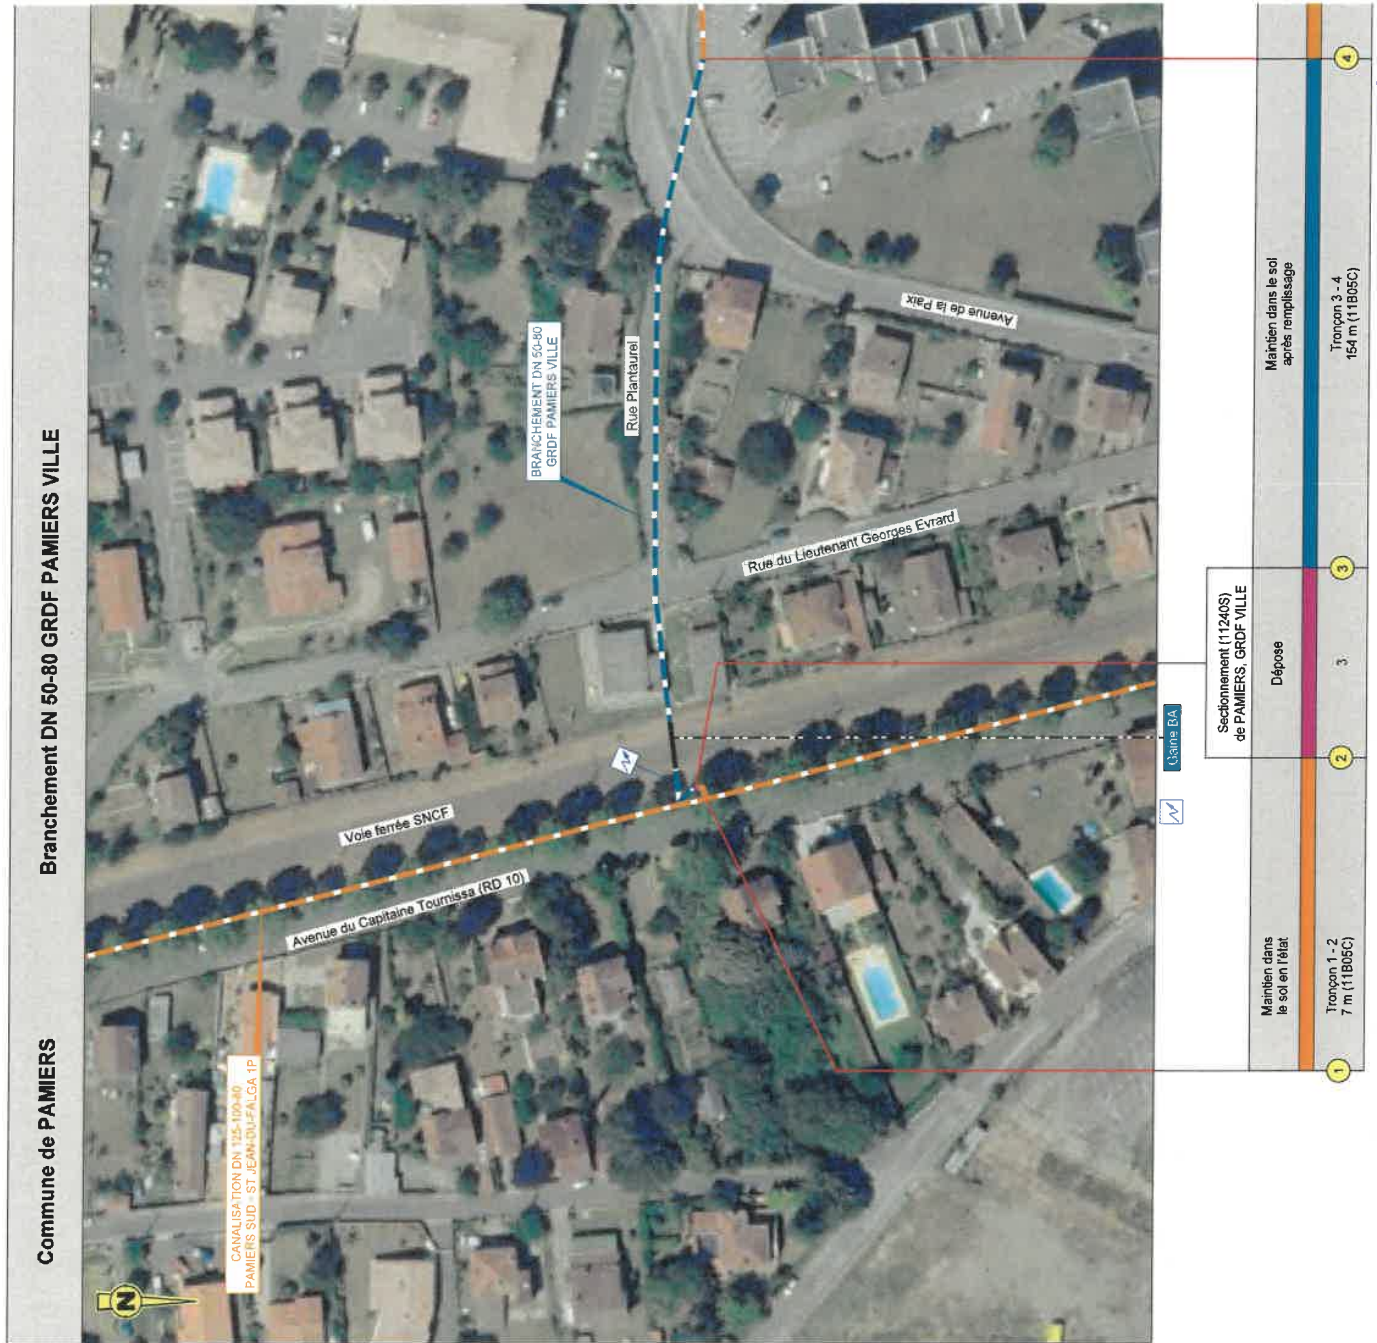 Commune de PAMIERS
Branchement DN 50-80 GRDF PAMIERS VILLE
N
CANALISATION DN 125-100-80
PAMIERS SUD - ST JEAN-DU-FALGA 1P
Avenue du Capitaine Tournissa (RD 10)
Voie ferrée SNCF
BRANCHEMENT DN 50-80
GRDF PAMIERS VILLE
Rue Plantaurel
Rue du Lieutenant Georges Evrard
Avenue de la Paix
Gaine BA
Sectionnement (11240S)
de PAMIERS, GRDF VILLE
Maintien dans
le sol en l'état
Dépose
Maintien dans le sol
après remplissage
1
Tronçon 1 - 2
7 m (11B05C)
2
3
3
Tronçon 3 - 4
154 m (11B05C)
4